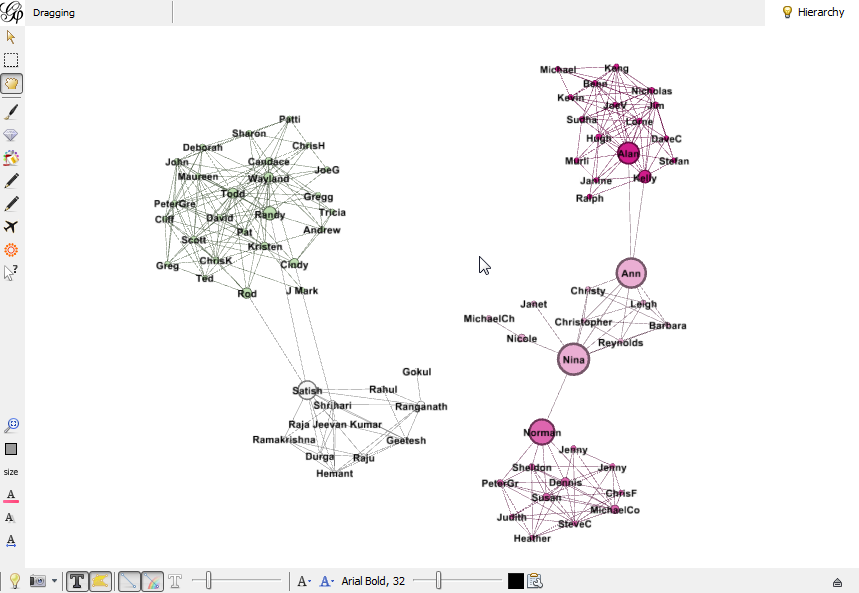 Dragging
Hierarchy
Michael
Kong
Bene
Nicholas
Kevin
JoeV
Jim
Sudha
Lorne
Hugh
DaveC
Alan
Murli
Stefan
Janine
Kelly
Ralph
Patti
Sharon
Deborah
ChrisH
John
Candace
JoeG
Maureen
Wayland
Todd
Gregg
PeterGre
Randy
Tricia
Cliff
David
Pat
Andrew
Scott
Kristen
Greg
ChrisK
Cindy
Ted
Rod
J Mark
Ann
Christy
Janet
Leigh
MichaelCh
Christopher
Barbara
Nicole
Reynolds
Nina
Gokul
Satish
Rahul
Shrihari
Ranganath
Raja Jeevan Kumar
Ramakrishna
Geetesh
Durga
Raju
Hemant
Norman
Jenny
Sheldon
Jenny
PeterGr
Dennis
Susan
ChrisF
MichaelCo
Judith
SteveC
Heather
size
A
A
A
T
T
A
A
Arial Bold, 32